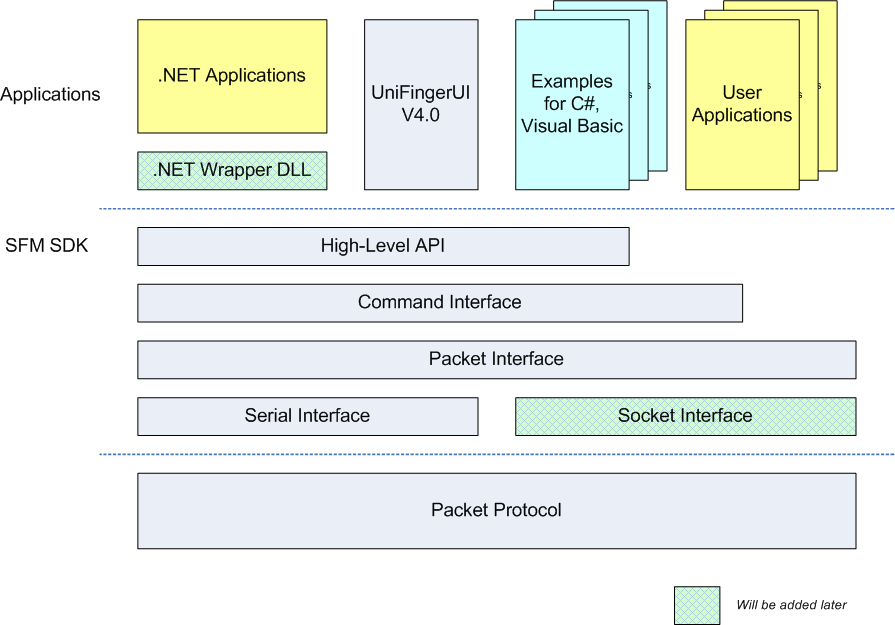 Applications
.NET Applications
.NET Wrapper DLL
UniFingerUI
V4.0
Examples
for C#,
Visual Basic
s
s
User
Applications
s
s
SFM SDK
High-Level API
Command Interface
Packet Interface
Serial Interface
Socket Interface
Packet Protocol
Will be added later